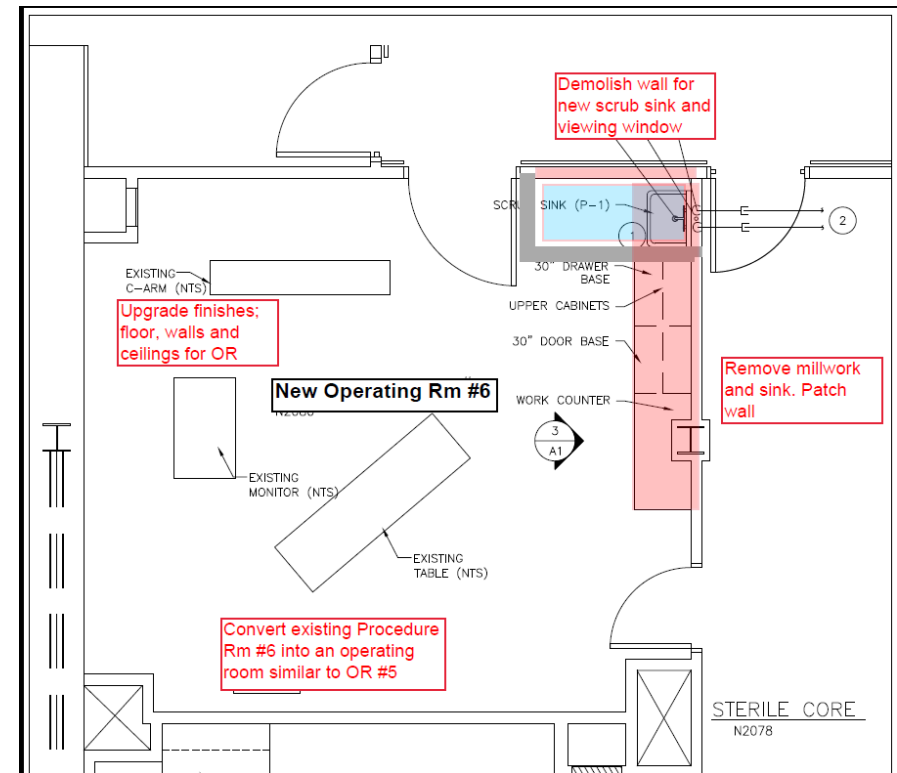 Demolish wall for
new scrub sink and
viewing window
SCRUB SINK (P-1)
1
2
30" DRAWER
BASE
EXISTING
C-ARM (NTS)
UPPER CABINETS
Upgrade finishes;
floor, walls and
ceilings for OR
30" DOOR BASE
Remove millwork
and sink. Patch
wall
New Operating Rm #6
WORK COUNTER
3
A1
EXISTING
MONITOR (NTS)
EXISTING
TABLE (NTS)
Convert existing Procedure
Rm #6 into an operating
room similar to OR #5
STERILE CORE
N2078